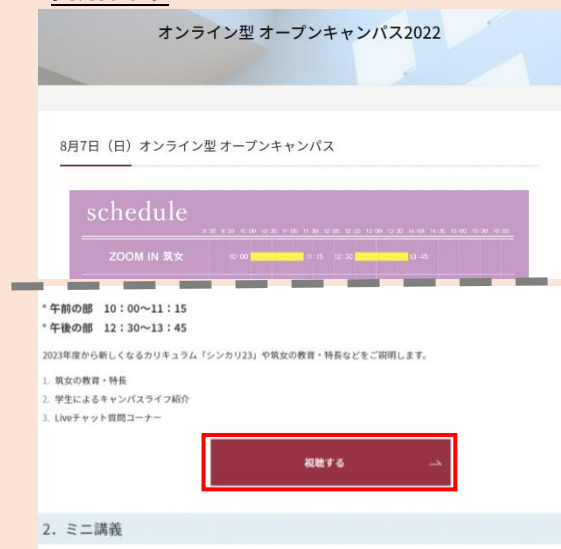 オンライン型 オープンキャンパス2022
8月7日（日）オンライン型 オープンキャンパス
schedule
9:00 9:30 10:00 10:30 11:00 11:30 12:00 12:30 13:00 13:30 14:00 14:30 15:00 15:30 16:00
ZOOM IN 筑女 10:00 11:15 12:30 13:45
* 午前の部 10：00～11：15
* 午後の部 12：30～13：45
2023年度から新しくなるカリキュラム「シンカリ23」や筑女の教育・特長などをご説明します。
1. 筑女の教育・特長
2. 学生によるキャンパスライフ紹介
3. Liveチャット質問コーナー
視聴する
2．ミニ講義